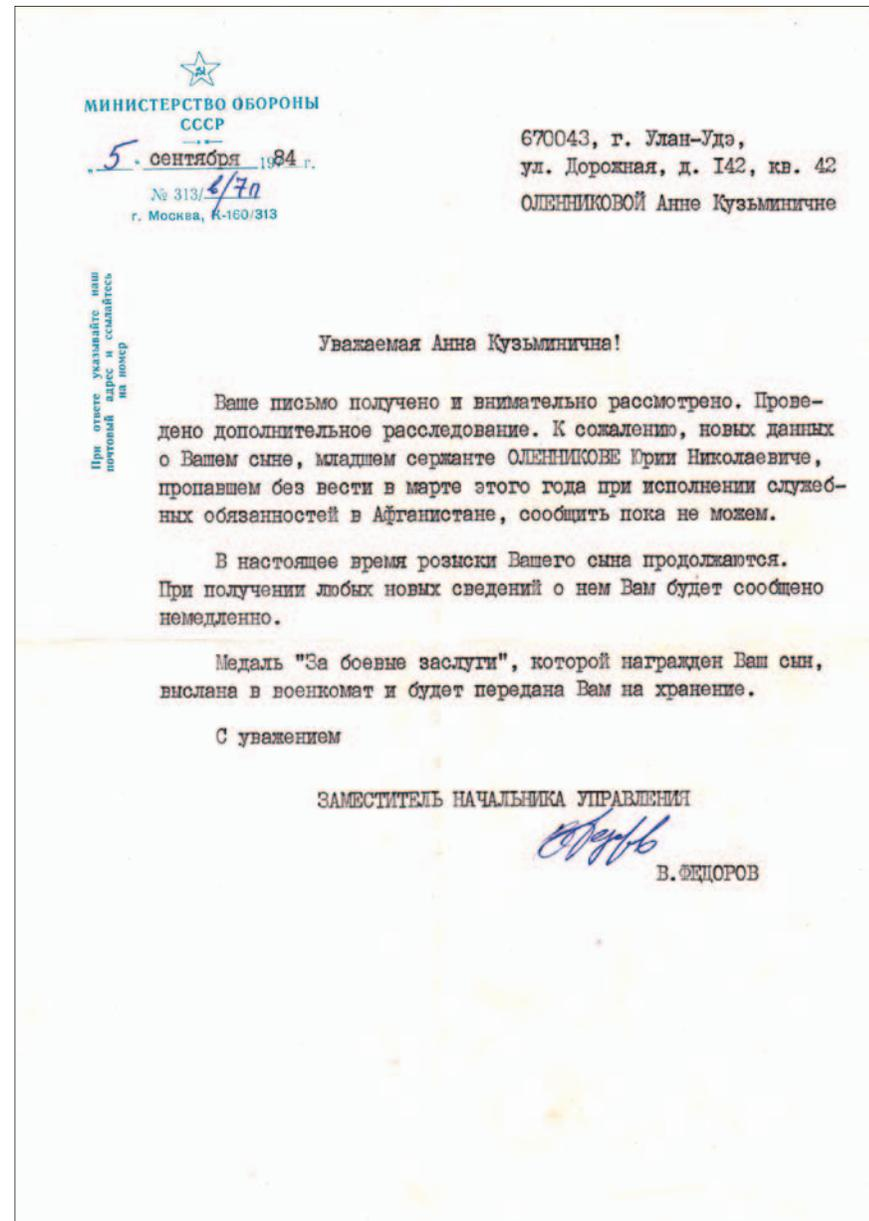 МИНИСТЕРСТВО ОБОРОНЫ
СССР
„5“ сентября 1984 г.
№ 313/в/7п
г. Москва, К-160/313
При ответе указывайте наш
почтовый адрес и ссылайтесь
на номер
670043, г. Улан-Удэ,
ул. Дорожная, д. I42, кв. 42
ОЛЕННИКОВОЙ Анне Кузьминичне
Уважаемая Анна Кузьминична!
Ваше письмо получено и внимательно рассмотрено. Прове-
дено дополнительное расследование. К сожалению, новых данных
о Вашем сыне, младшем сержанте ОЛЕННИКОВЕ Юрии Николаевиче,
пропавшем без вести в марте этого года при исполнении служеб-
ных обязанностей в Афганистане, сообщить пока не можем.
В настоящее время розыски Вашего сына продолжаются.
При получении любых новых сведений о нем Вам будет сообщено
немедленно.
Медаль "За боевые заслуги", которой награжден Ваш сын,
выслана в военкомат и будет передана Вам на хранение.
С уважением
ЗАМЕСТИТЕЛЬ НАЧАЛЬНИКА УПРАВЛЕНИЯ
В.ФЕДОРОВ